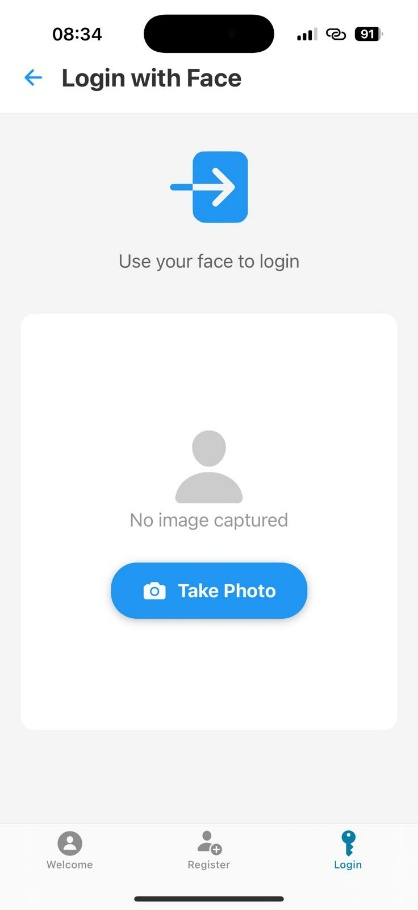 08:34
91
Login with Face
Use your face to login
No image captured
Take Photo
Welcome
Register
Login